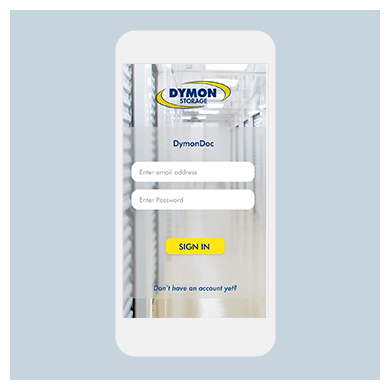 DYMON
STORAGE
DymonDoc
Enter email address
Enter Password
SIGN IN
Don't have an account yet?